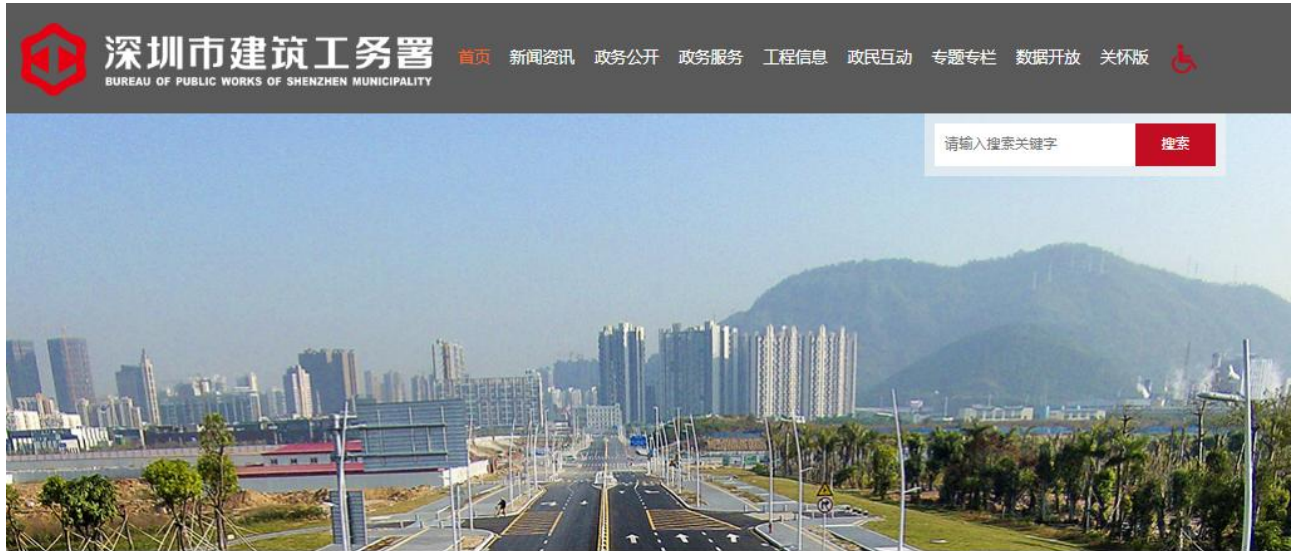 深圳市建筑工务署
BUREAU OF PUBLIC WORKS OF SHENZHEN MUNICIPALITY
首页 新闻资讯 政务公开 政务服务 工程信息 政民互动 专题专栏 数据开放 关怀版
请输入搜索关键字 搜索